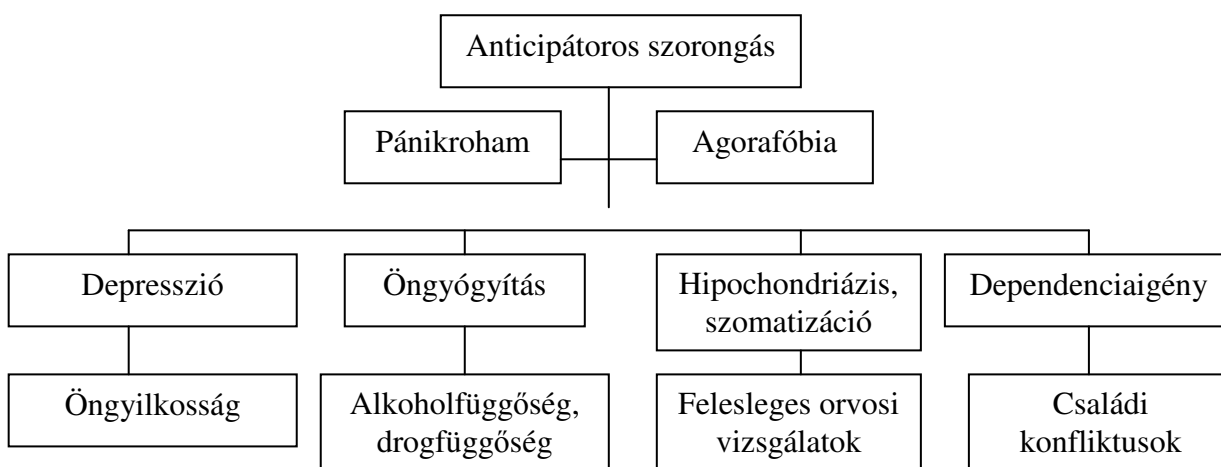 Anticipátoros szorongás
Pánikroham
Agorafóbia
Depresszió
Öngyógyítás
Hipochondriázis,
szomatizáció
Dependenciaigény
Öngyilkosság
Alkoholfüggőség,
drogfüggőség
Felesleges orvosi
vizsgálatok
Családi
konfliktusok